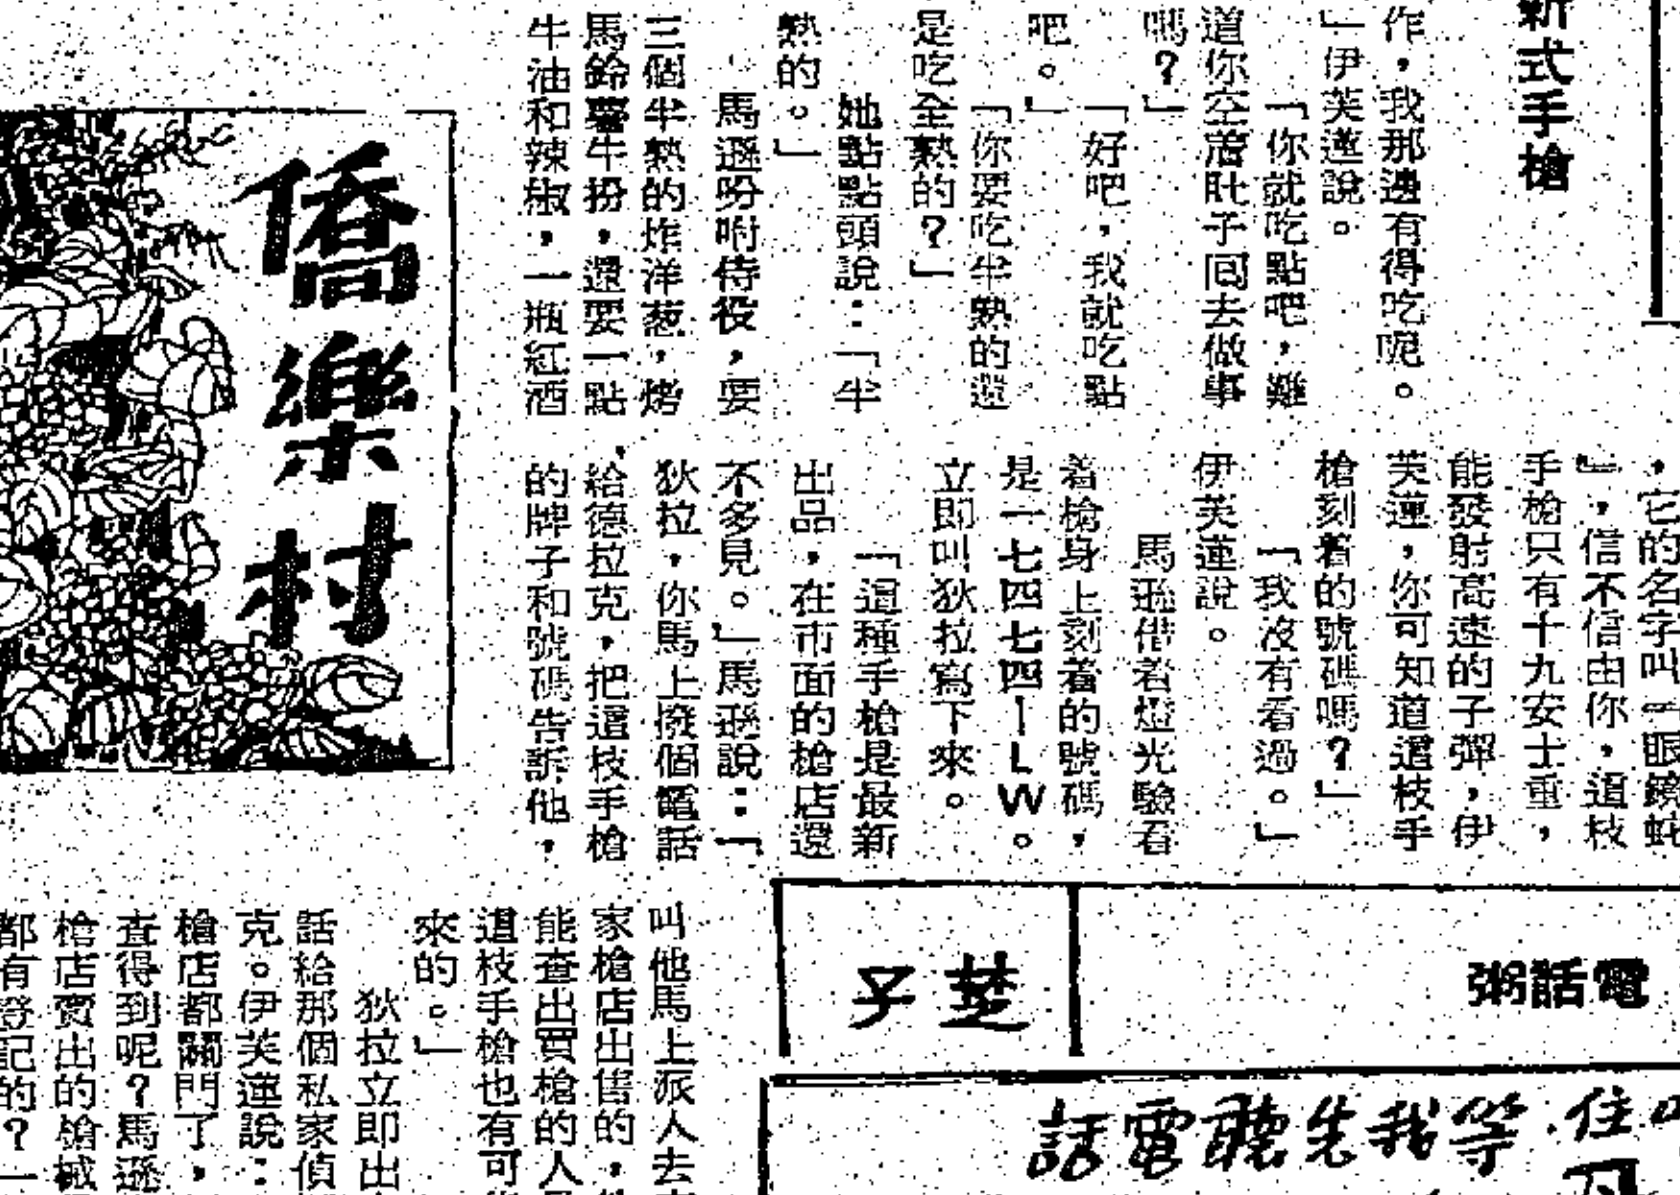 新式手槍
作，我那邊有得吃呢。
」伊芙蓮說。
「你就吃點吧，難
道你空着肚子囘去做事
嗎？」
「好吧，我就吃點
吧。」
「你要吃半熟的還
是吃全熟的？」
她點點頭說：「半
熟的。」
馬遜吩咐侍役，要
三個半熟的炸洋葱，烤
馬鈴薯牛扮，還要一點
牛油和辣椒，一瓶紅酒
，它的名字叫一眼鏡蛇
」，信不信由你，這枝
手槍只有十九安士重，
能發射高速的子彈，伊
芙蓮，你可知道這枝手
槍刻着的號碼嗎？」
「我沒有看過。」
伊芙蓮說。
馬遜借着燈光驗看
着槍身上刻着的號碼，
是一七四七四—LW。
立即叫狄拉寫下來。
「這種手槍是最新
出品，在市面的槍店還
不多見。」馬遜說：「
狄拉，你馬上撥個電話
給德拉克，把這枝手槍
的牌子和號碼告訴他，
僑樂村
叫他馬上派人去
家槍店出售的，
能查出買槍的人
這枝手槍也有可
來的。」
狄拉立即出
話給那個私家偵
克。伊芙蓮說：
槍店都關門了，
查得到呢？馬遜
槍店賣出的槍械
都有登記的？一
電話粥
楚子
住
等我先聽電話